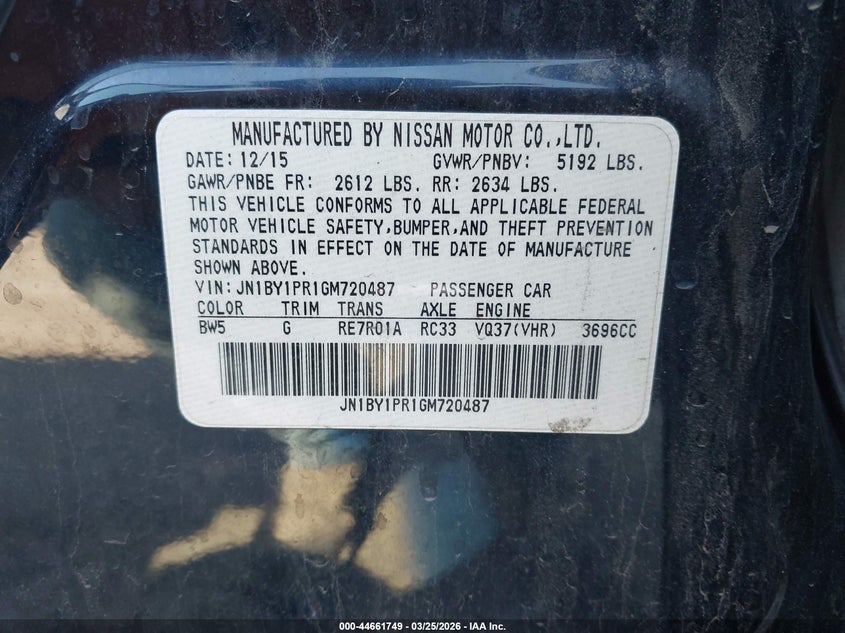 MANUFACTURED BY NISSAN MOTOR CO.,LTD.
DATE: 12/15 GVWR/PNBV: 5192 LBS.
GAWR/PNBE FR: 2612 LBS. RR: 2634 LBS.
THIS VEHICLE CONFORMS TO ALL APPLICABLE FEDERAL
MOTOR VEHICLE SAFETY,BUMPER,AND THEFT PREVENTION
STANDARDS IN EFFECT ON THE DATE OF MANUFACTURE
SHOWN ABOVE.
VIN: JN1BY1PR1GM720487 PASSENGER CAR
COLOR TRIM TRANS AXLE ENGINE
BW5 G RE7R01A RC33 VQ37(VHR) 3696CC
JN1BY1PR1GM720487
000-44661749 - 03/25/2026 - IAA Inc.